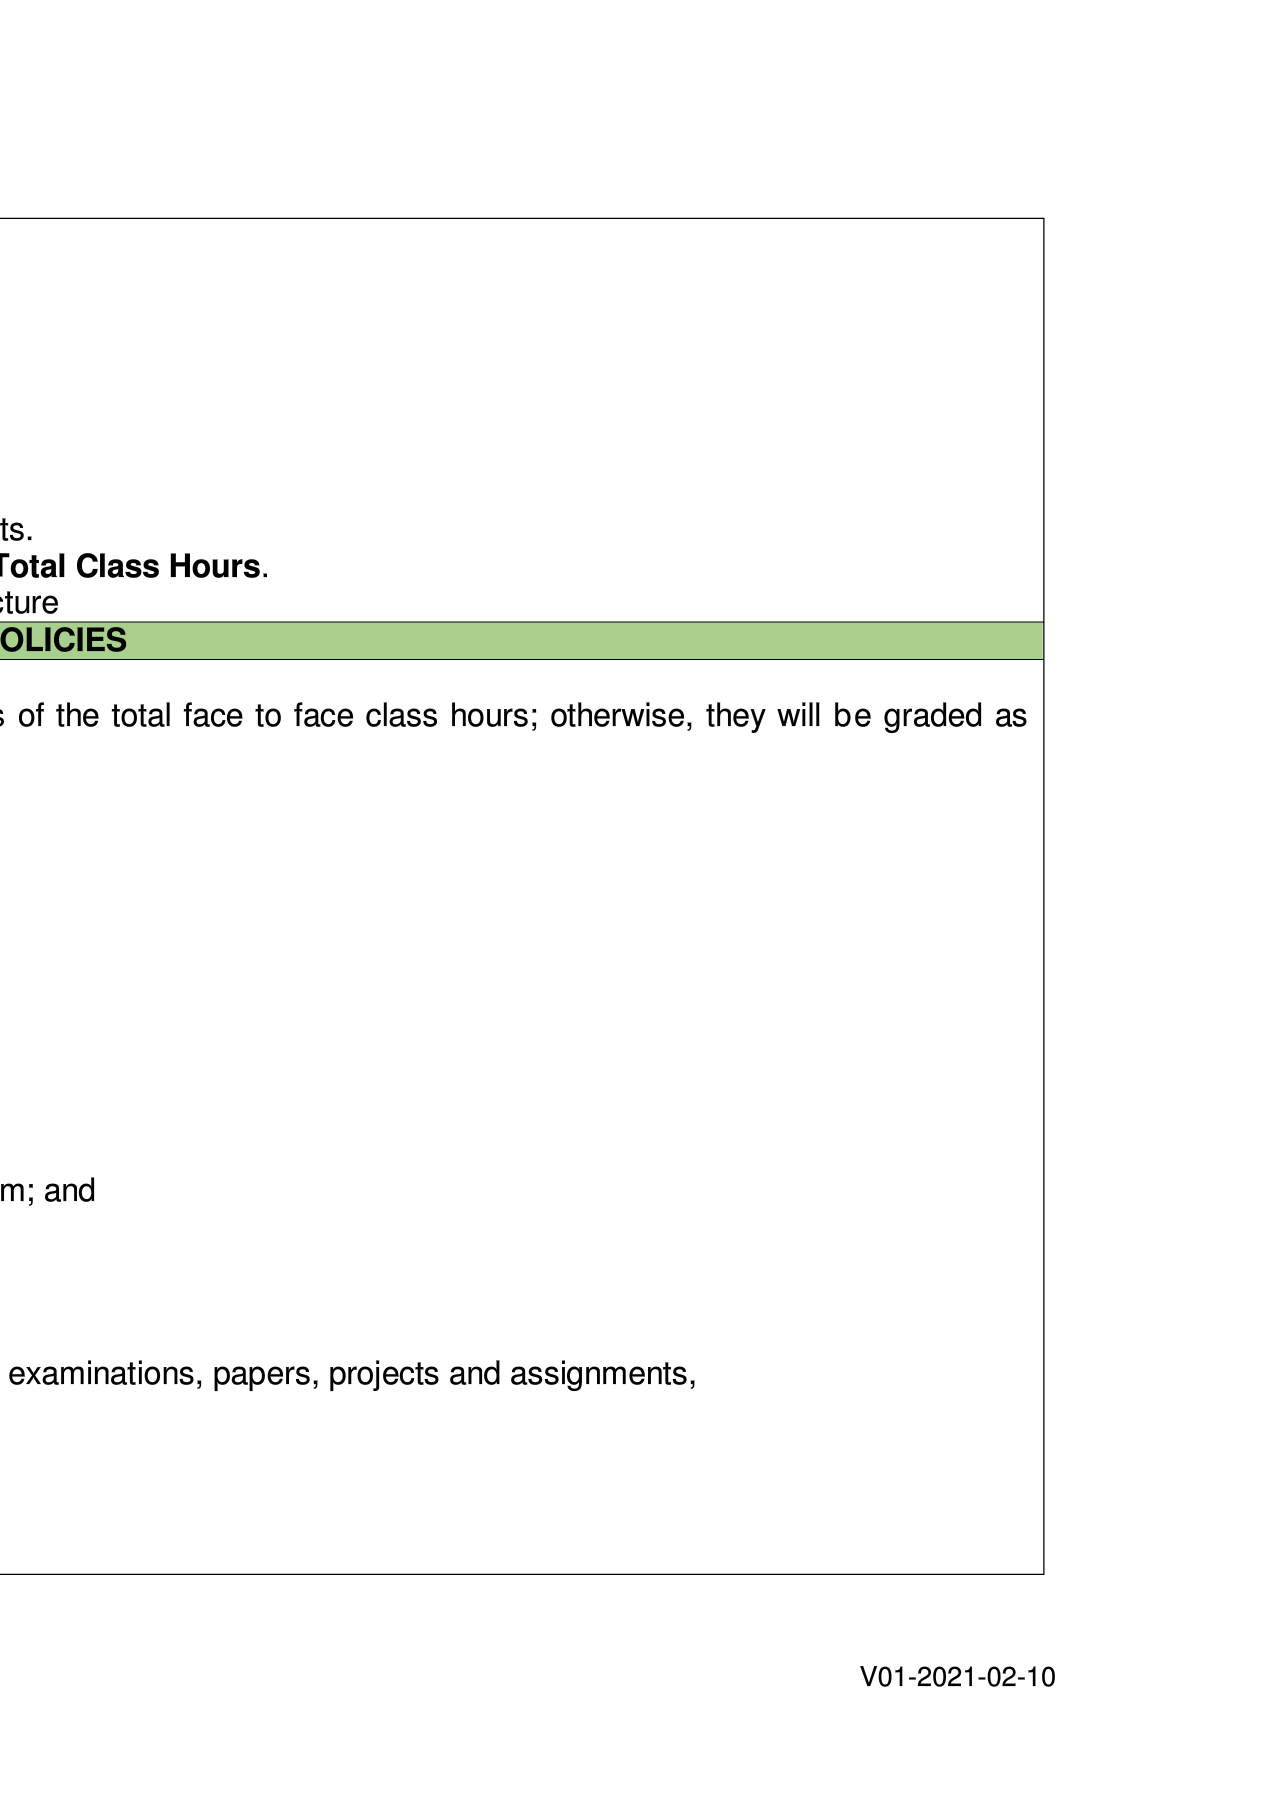 ts.
Total Class Hours.
cture
OLICIES
s of the total face to face class hours; otherwise, they will be graded as
m; and
examinations, papers, projects and assignments,
V01-2021-02-10